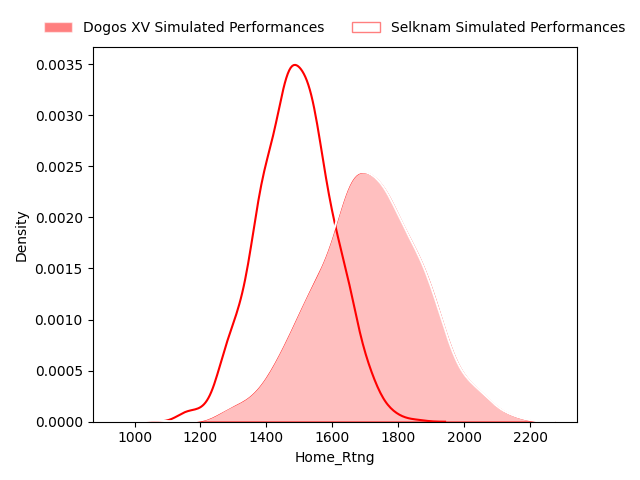 Dogos XV Simulated Performances
Selknam Simulated Performances
0.0035
0.0030
0.0025
0.0020
0.0015
0.0010
0.0005
0.0000
Density
1000 1200 1400 1600 1800 2000 2200
Home_Rtng